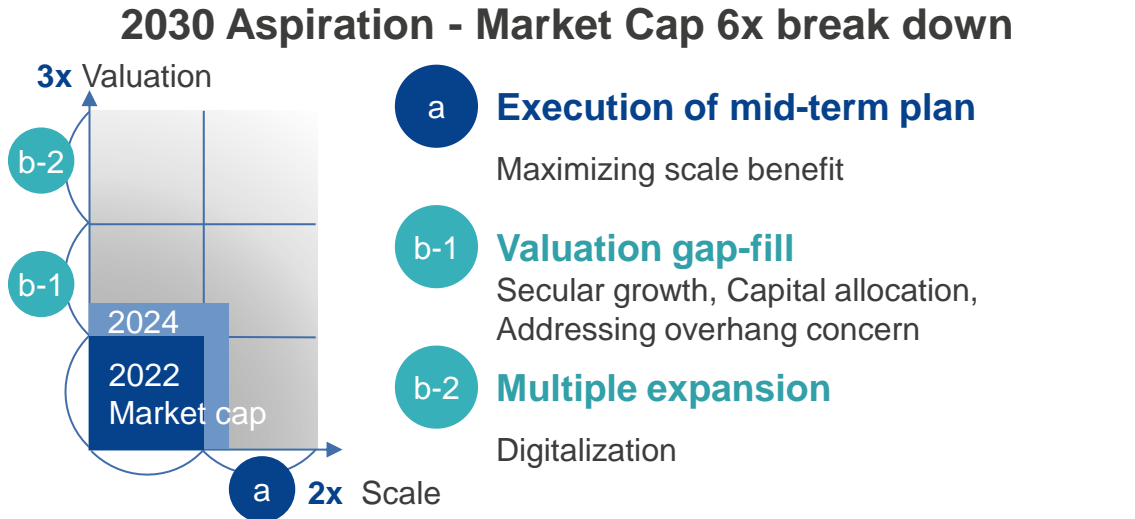 2030 Aspiration - Market Cap 6x break down
3x Valuation
b-2
b-1
2024
2022
Market cap
a
2x Scale
a
Execution of mid-term plan
Maximizing scale benefit
b-1
Valuation gap-fill
Secular growth, Capital allocation,
Addressing overhang concern
b-2
Multiple expansion
Digitalization